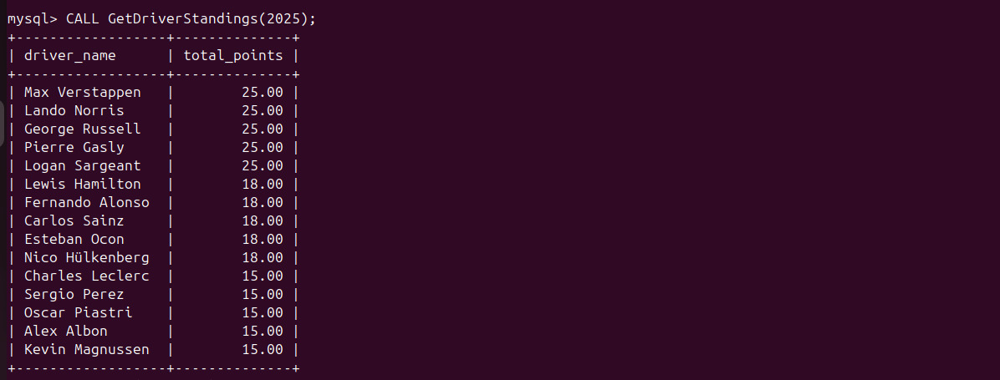 mysql> CALL GetDriverStandings(2025);
+------------------+--------------+
| driver_name      | total_points |
+------------------+--------------+
| Max Verstappen   |        25.00 |
| Lando Norris     |        25.00 |
| George Russell   |        25.00 |
| Pierre Gasly     |        25.00 |
| Logan Sargeant   |        25.00 |
| Lewis Hamilton   |        18.00 |
| Fernando Alonso  |        18.00 |
| Carlos Sainz     |        18.00 |
| Esteban Ocon     |        18.00 |
| Nico Hülkenberg  |        18.00 |
| Charles Leclerc  |        15.00 |
| Sergio Perez     |        15.00 |
| Oscar Piastri    |        15.00 |
| Alex Albon       |        15.00 |
| Kevin Magnussen  |        15.00 |
+------------------+--------------+